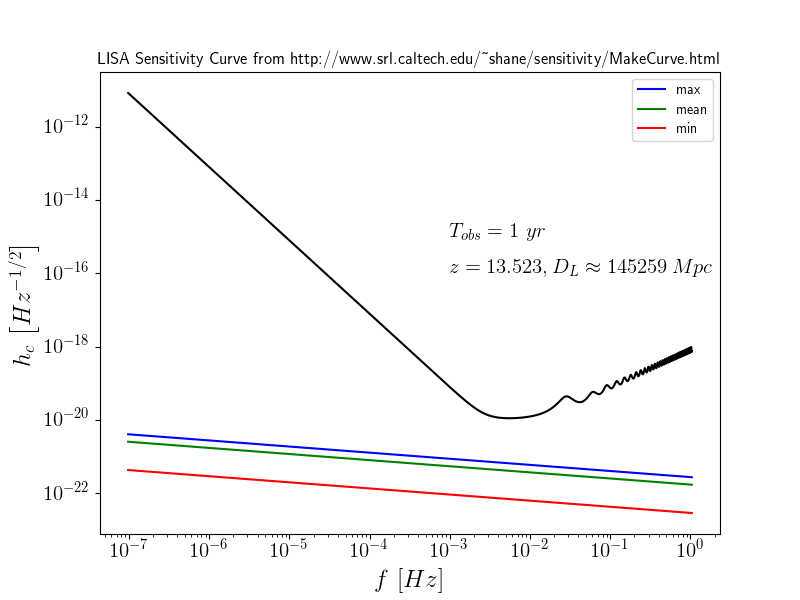 LISA Sensitivity Curve from http://www.srl.caltech.edu/~shane/sensitivity/MakeCurve.html
max
mean
min
10^{-12}
10^{-14}
10^{-16}
10^{-18}
10^{-20}
10^{-22}
h_c [Hz^{-1/2}]
T_{obs} = 1 yr
z = 13.523, D_L ≈ 145259 Mpc
10^{-7} 10^{-6} 10^{-5} 10^{-4} 10^{-3} 10^{-2} 10^{-1} 10^{0}
f [Hz]